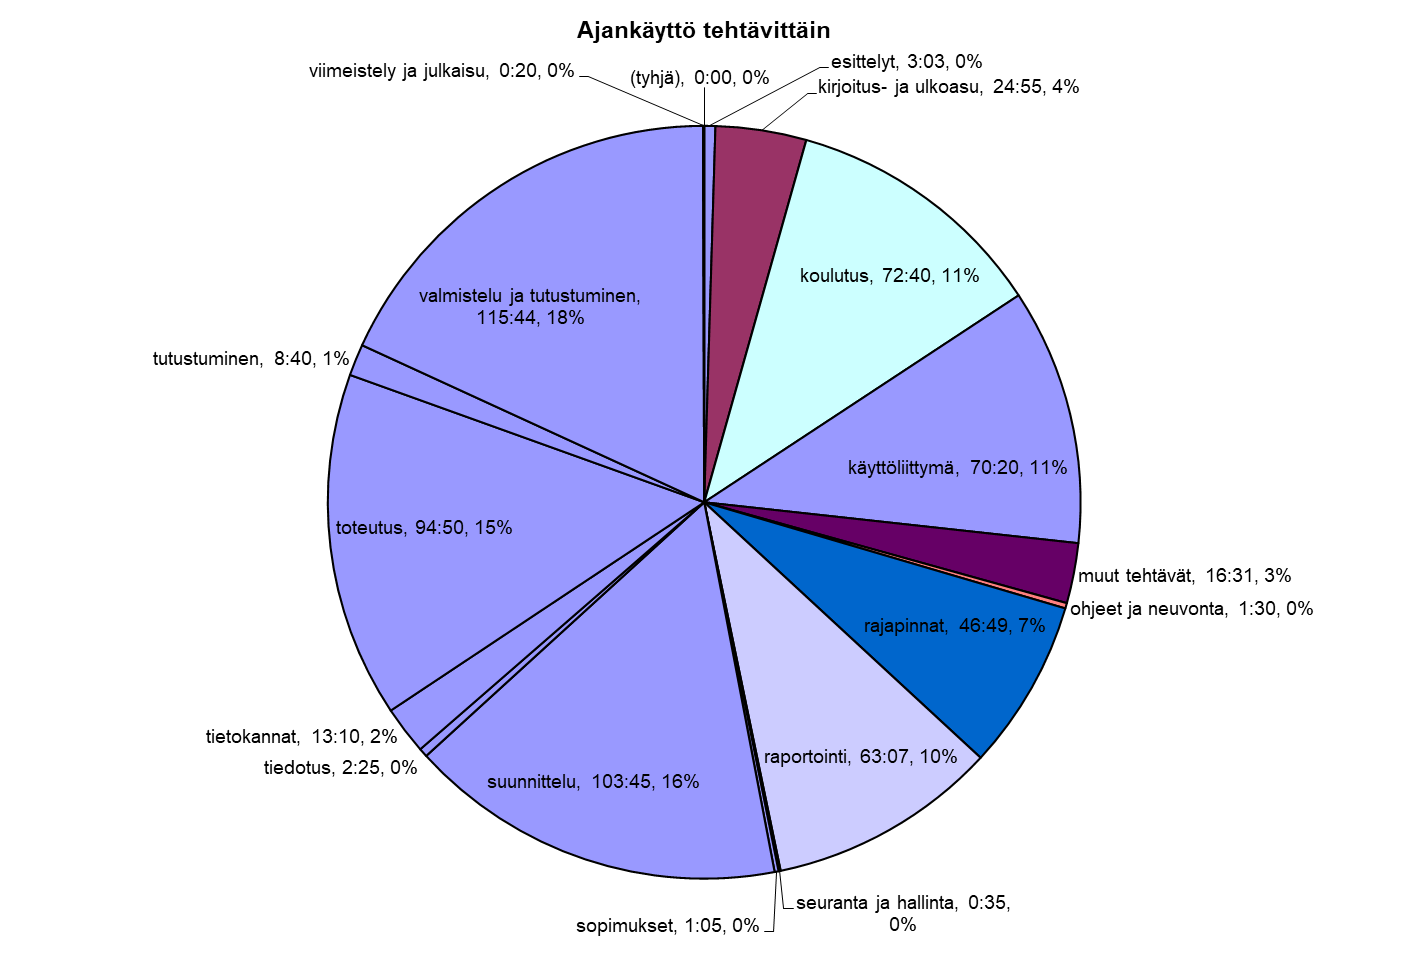 Ajankäyttö tehtävittäin
viimeistely ja julkaisu, 0:20, 0%
(tyhjä), 0:00, 0%
esittelyt, 3:03, 0%
kirjoitus- ja ulkoasu, 24:55, 4%
koulutus, 72:40, 11%
valmistelu ja tutustuminen,
115:44, 18%
tutustuminen, 8:40, 1%
käyttöliittymä, 70:20, 11%
toteutus, 94:50, 15%
muut tehtävät, 16:31, 3%
ohjeet ja neuvonta, 1:30, 0%
rajapinnat, 46:49, 7%
tietokannat, 13:10, 2%
raportointi, 63:07, 10%
tiedotus, 2:25, 0%
suunnittelu, 103:45, 16%
seuranta ja hallinta, 0:35,
0%
sopimukset, 1:05, 0%